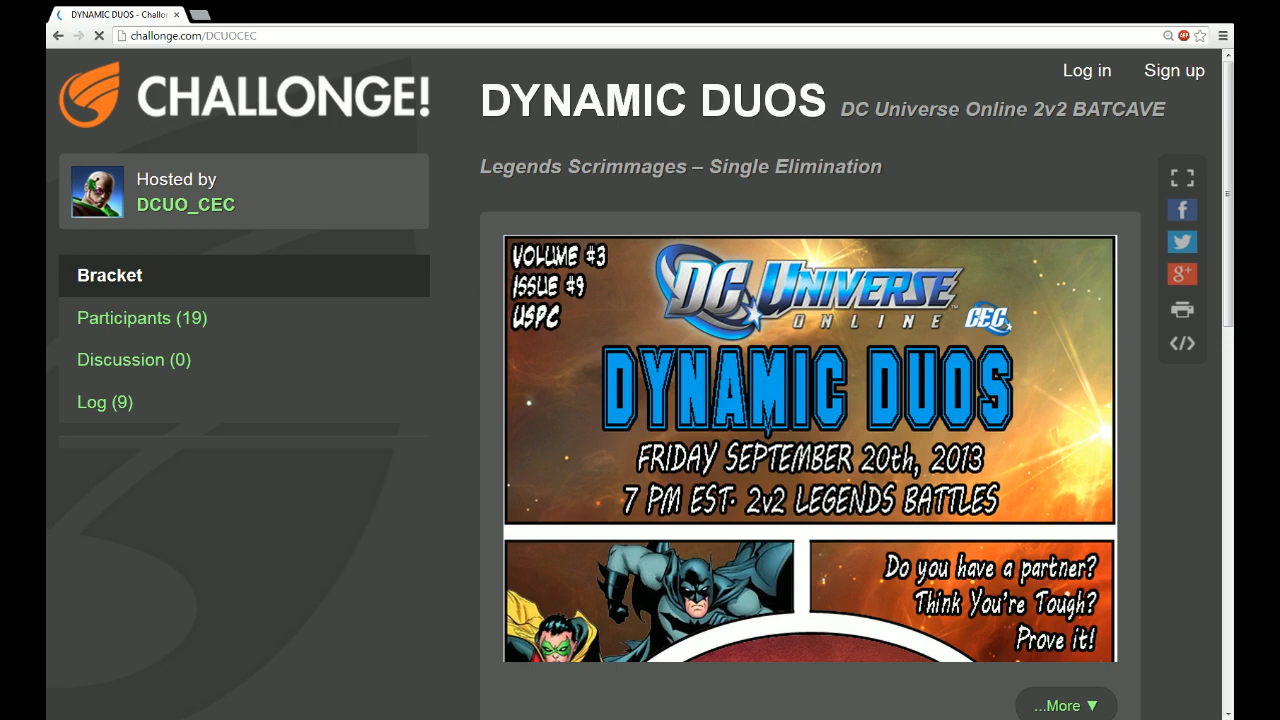 DYNAMIC DUOS - Challon
challonge.com/DCUOCEC
Log in
Sign up
CHALLONGE!
DYNAMIC DUOS DC Universe Online 2v2 BATCAVE
Legends Scrimmages – Single Elimination
Hosted by
DCUO_CEC
Bracket
Participants (19)
Discussion (0)
Log (9)
VOLUME #3
ISSUE #9
USPC
DC UNIVERSE
ONLINE
CEC
DYNAMIC DUOS
FRIDAY SEPTEMBER 20th, 2013
7 PM EST. 2v2 LEGENDS BATTLES
Do you have a partner?
Think You're Tough?
Prove it!
...More ▼